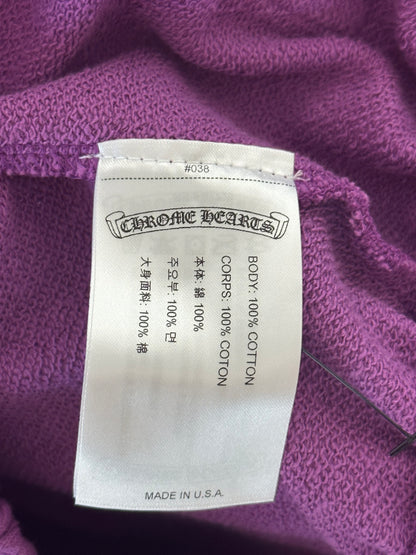 #038
CHROME HEARTS
BODY: 100% COTTON
CORPS: 100% COTON
本体: 綿 100%
주요부: 100% 면
大身面料: 100% 棉
MADE IN U.S.A.